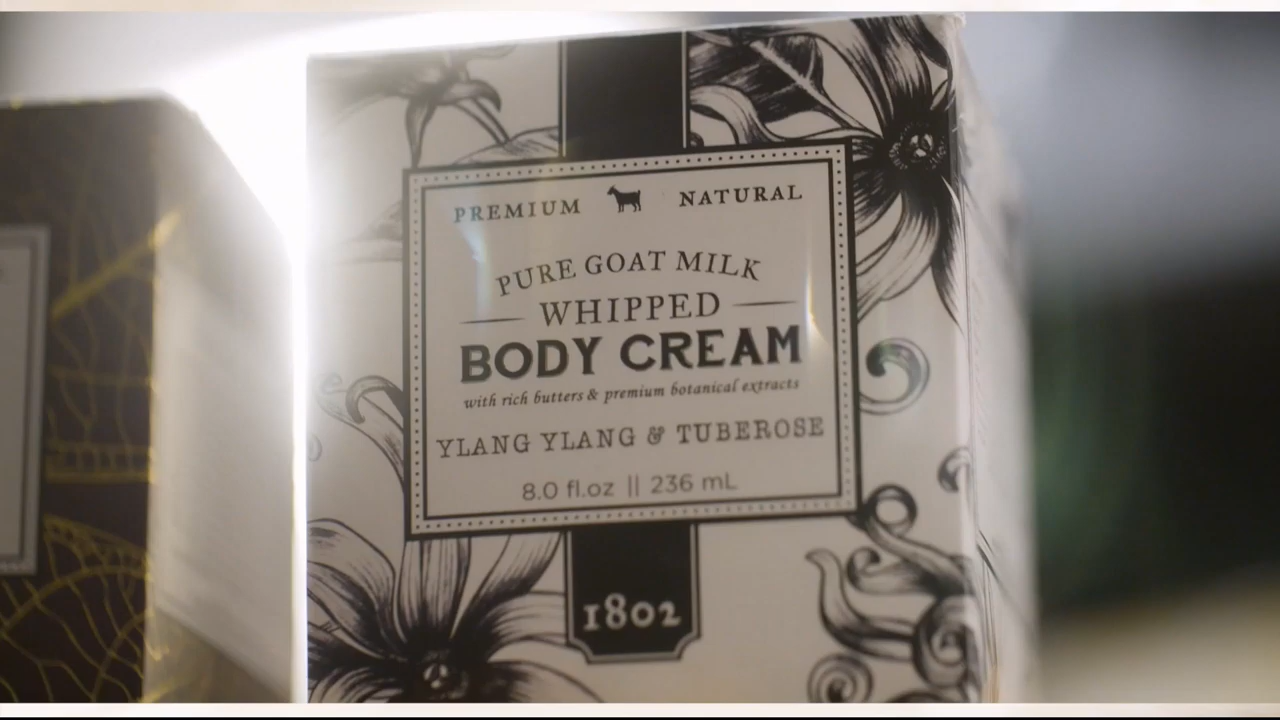 PREMIUM NATURAL
PURE GOAT MILK
WHIPPED
BODY CREAM
with rich butters & premium botanical extracts
YLANG YLANG & TUBEROSE
8.0 fl.oz || 236 mL
1802